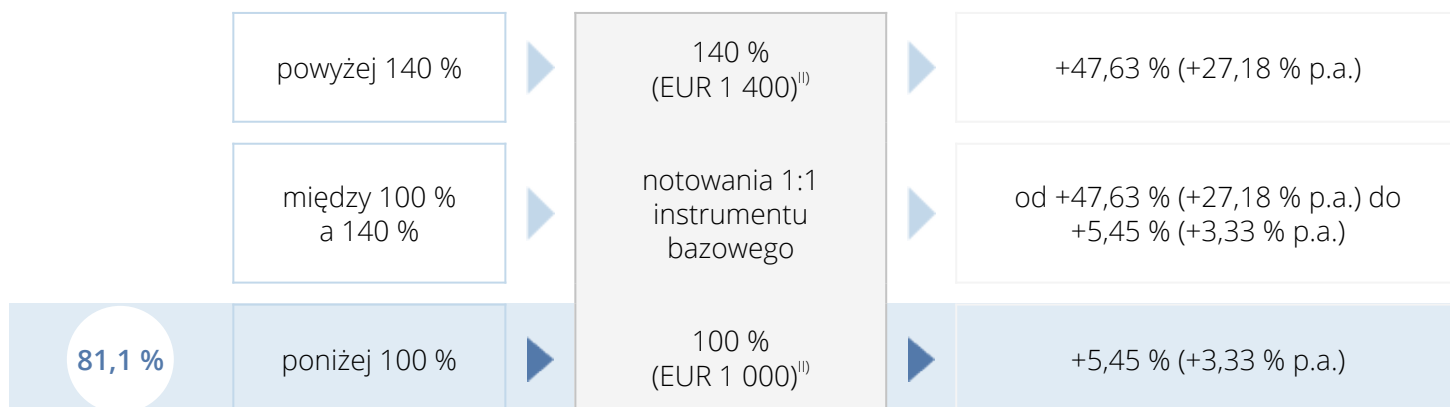 powyżej 140 %
140 %
(EUR 1 400)II)
+47,63 % (+27,18 % p.a.)
między 100 %
a 140 %
notowania 1:1
instrumentu
bazowego
od +47,63 % (+27,18 % p.a.) do
+5,45 % (+3,33 % p.a.)
81,1 %
poniżej 100 %
100 %
(EUR 1 000)II)
+5,45 % (+3,33 % p.a.)